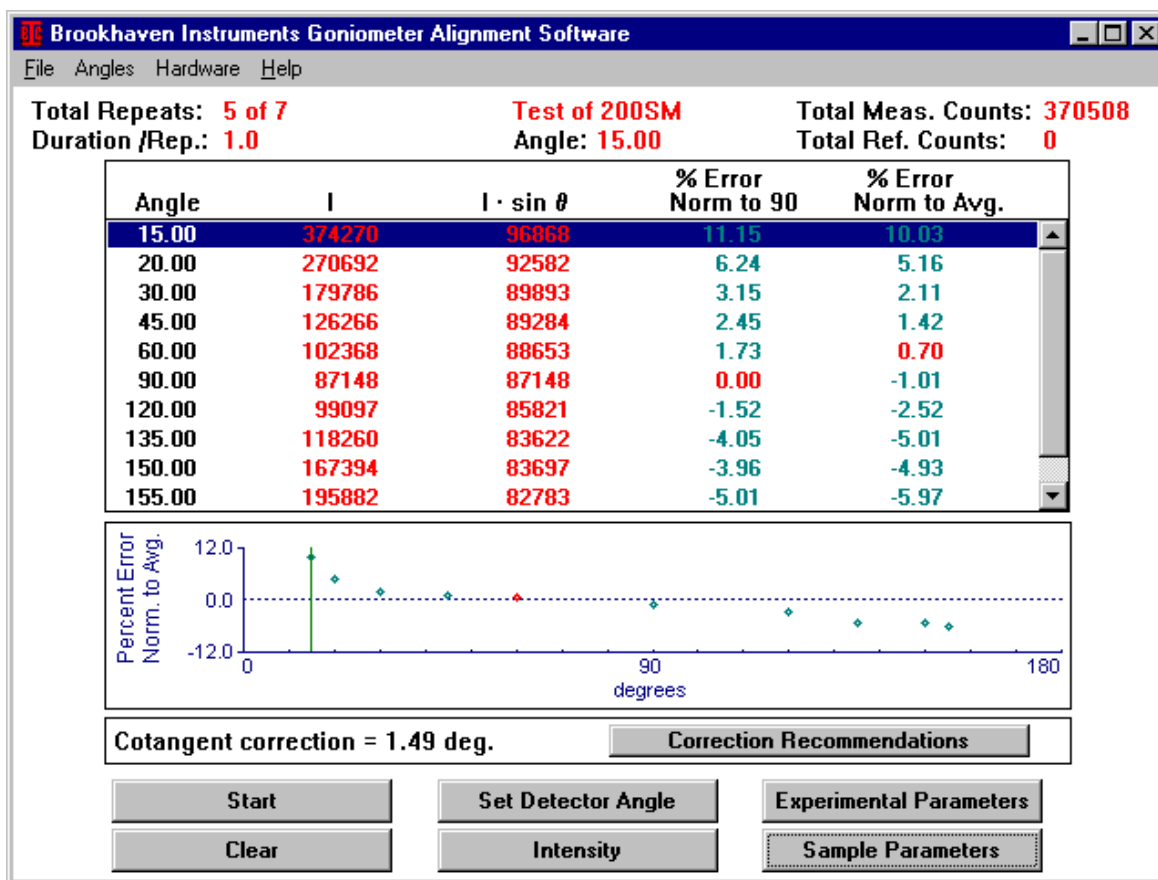 Brookhaven Instruments Goniometer Alignment Software
File Angles Hardware Help
Total Repeats: 5 of 7 Test of 200SM Total Meas. Counts: 370508
Duration /Rep.: 1.0 Angle: 15.00 Total Ref. Counts: 0
% Error % Error
Angle I I · sin θ Norm to 90 Norm to Avg.
15.00 374270 96868 11.15 10.03
20.00 270692 92582 6.24 5.16
30.00 179786 89893 3.15 2.11
45.00 126266 89284 2.45 1.42
60.00 102368 88653 1.73 0.70
90.00 87148 87148 0.00 -1.01
120.00 99097 85821 -1.52 -2.52
135.00 118260 83622 -4.05 -5.01
150.00 167394 83697 -3.96 -4.93
155.00 195882 82783 -5.01 -5.97
Percent Error
Norm. to Avg.
12.0
0.0
-12.0
0 90 180
degrees
Cotangent correction = 1.49 deg. Correction Recommendations
Start Set Detector Angle Experimental Parameters
Clear Intensity Sample Parameters